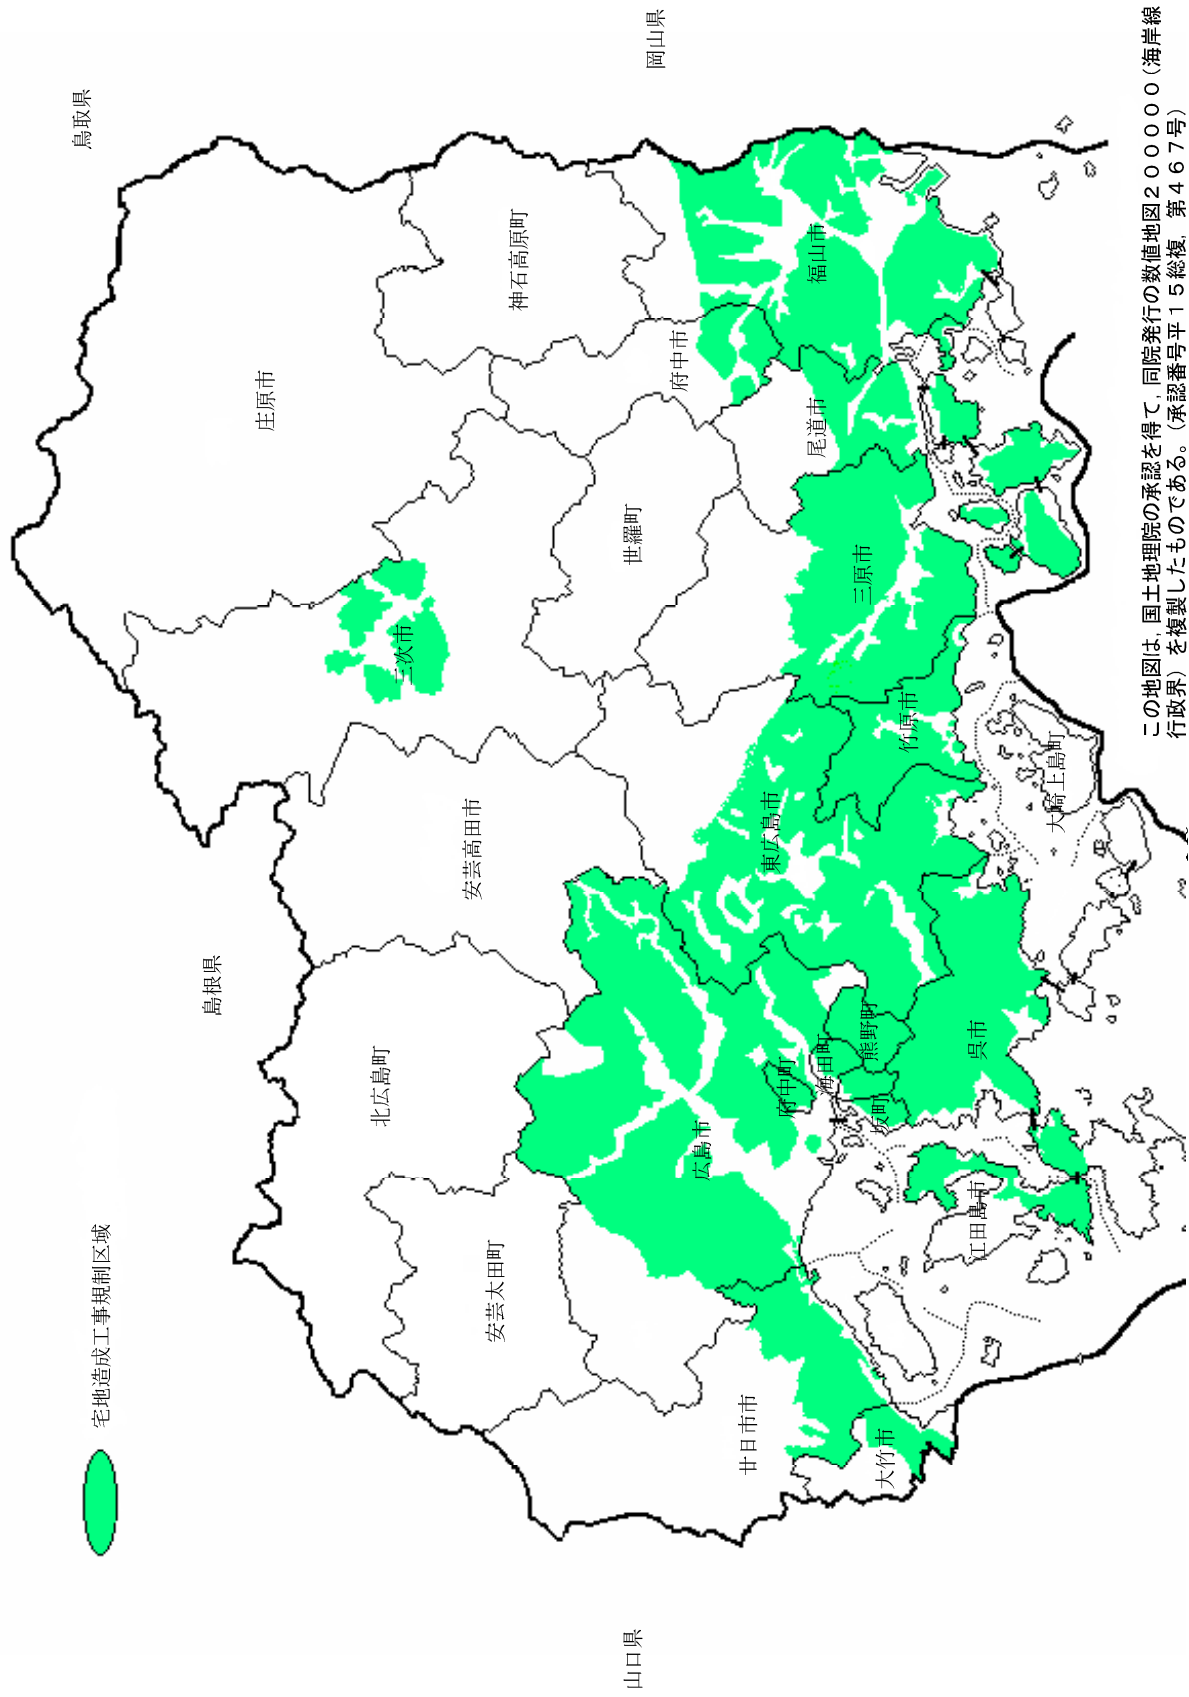 宅地造成工事規制区域
鳥取県
島根県
岡山県
山口県
庄原市
神石高原町
三次市
北広島町
安芸高田市
安芸太田町
世羅町
府中市
福山市
尾道市
三原市
竹原市
東広島市
大崎上島町
広島市
府中町
海田町
熊野町
坂町
呉市
江田島市
廿日市市
大竹市
この地図は,国土地理院の承認を得て,同院発行の数値地図200000(海岸線
行政界)を複製したものである。(承認番号平15総複,第467号)